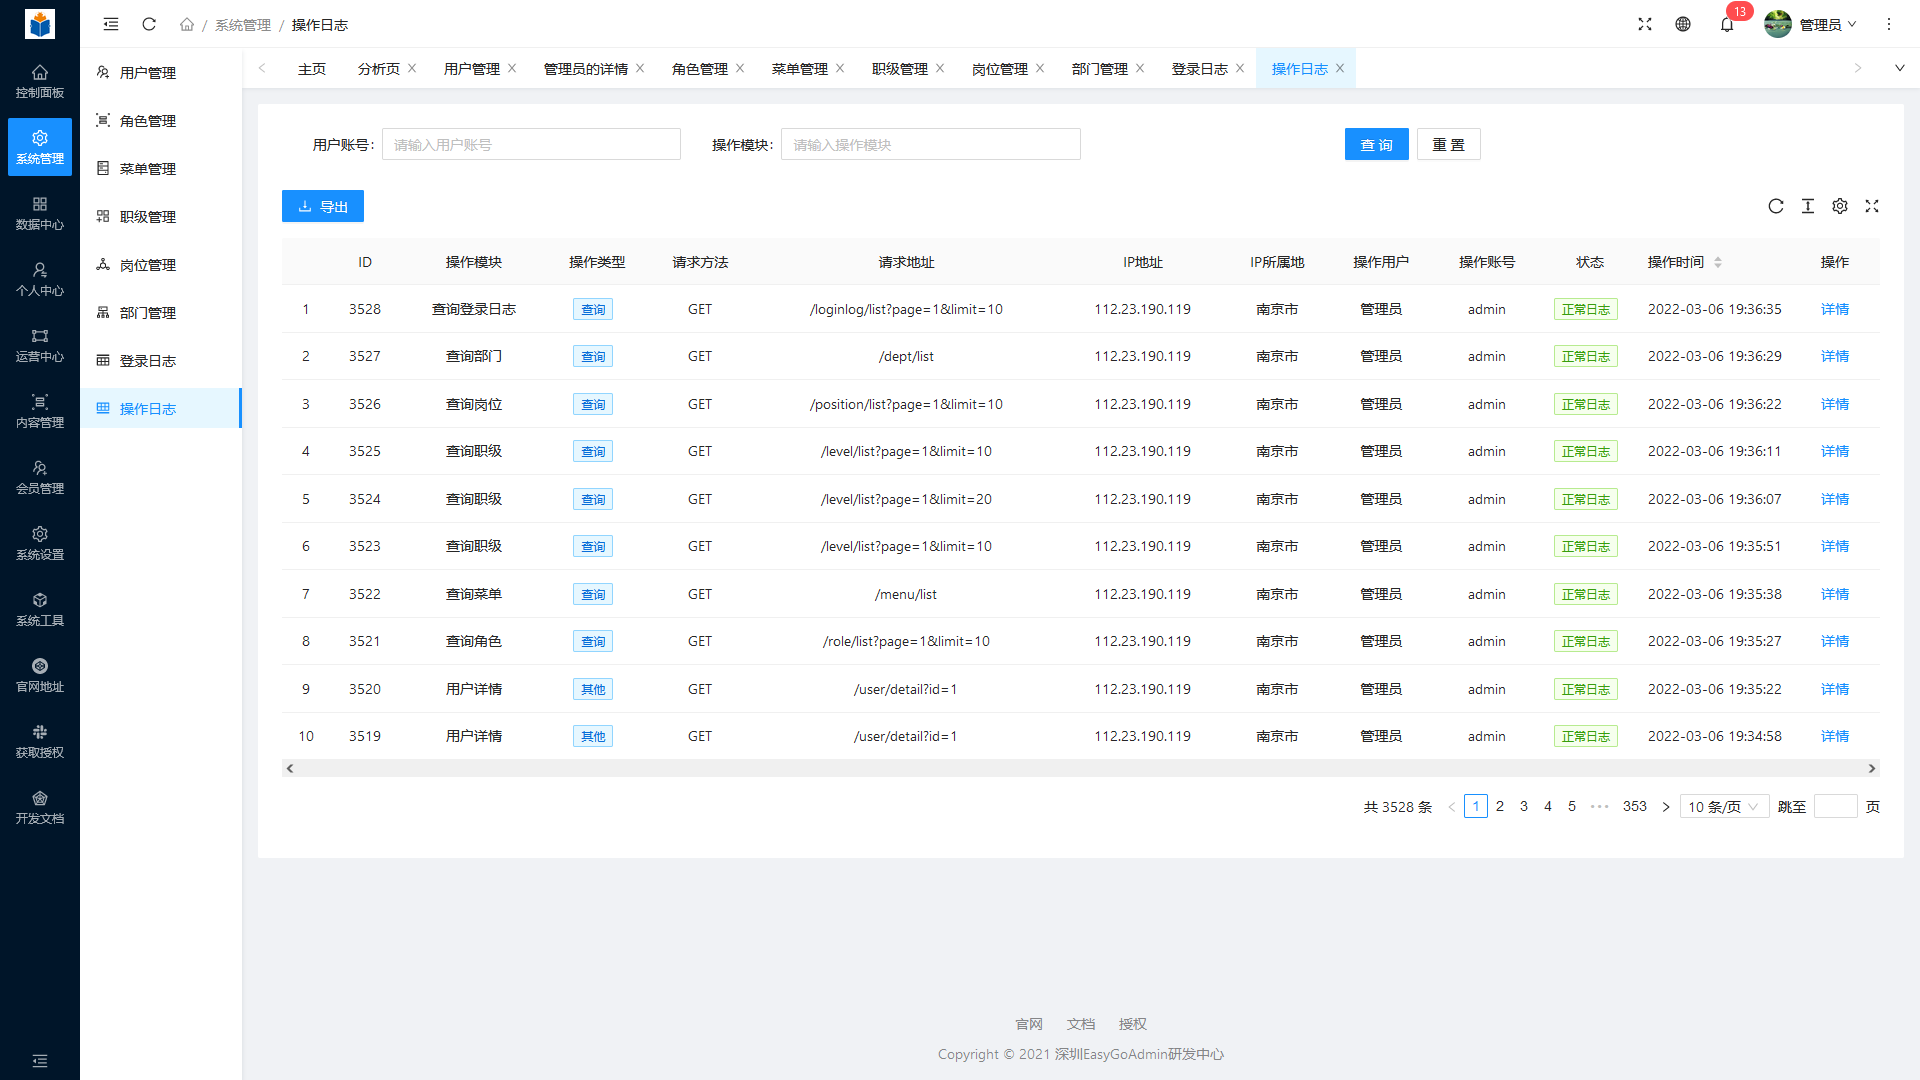 控制面板
系统管理
数据中心
个人中心
运营中心
内容管理
会员管理
系统设置
系统工具
官网地址
获取授权
开发文档
用户管理
角色管理
菜单管理
职级管理
岗位管理
部门管理
登录日志
操作日志
/ 系统管理 / 操作日志
13
管理员
主页 分析页 用户管理 管理员的详情 角色管理 菜单管理 职级管理 岗位管理 部门管理 登录日志 操作日志
用户账号: 请输入用户账号 操作模块: 请输入操作模块 查 询 重 置
导出
ID 操作模块 操作类型 请求方法 请求地址 IP地址 IP所属地 操作用户 操作账号 状态 操作时间 操作
1 3528 查询登录日志 查询 GET /loginlog/list?page=1&limit=10 112.23.190.119 南京市 管理员 admin 正常日志 2022-03-06 19:36:35 详情
2 3527 查询部门 查询 GET /dept/list 112.23.190.119 南京市 管理员 admin 正常日志 2022-03-06 19:36:29 详情
3 3526 查询岗位 查询 GET /position/list?page=1&limit=10 112.23.190.119 南京市 管理员 admin 正常日志 2022-03-06 19:36:22 详情
4 3525 查询职级 查询 GET /level/list?page=1&limit=10 112.23.190.119 南京市 管理员 admin 正常日志 2022-03-06 19:36:11 详情
5 3524 查询职级 查询 GET /level/list?page=1&limit=20 112.23.190.119 南京市 管理员 admin 正常日志 2022-03-06 19:36:07 详情
6 3523 查询职级 查询 GET /level/list?page=1&limit=10 112.23.190.119 南京市 管理员 admin 正常日志 2022-03-06 19:35:51 详情
7 3522 查询菜单 查询 GET /menu/list 112.23.190.119 南京市 管理员 admin 正常日志 2022-03-06 19:35:38 详情
8 3521 查询角色 查询 GET /role/list?page=1&limit=10 112.23.190.119 南京市 管理员 admin 正常日志 2022-03-06 19:35:27 详情
9 3520 用户详情 其他 GET /user/detail?id=1 112.23.190.119 南京市 管理员 admin 正常日志 2022-03-06 19:35:22 详情
10 3519 用户详情 其他 GET /user/detail?id=1 112.23.190.119 南京市 管理员 admin 正常日志 2022-03-06 19:34:58 详情
共 3528 条 1 2 3 4 5 ••• 353 10 条/页 跳至 页
官网 文档 授权
Copyright © 2021 深圳EasyGoAdmin研发中心